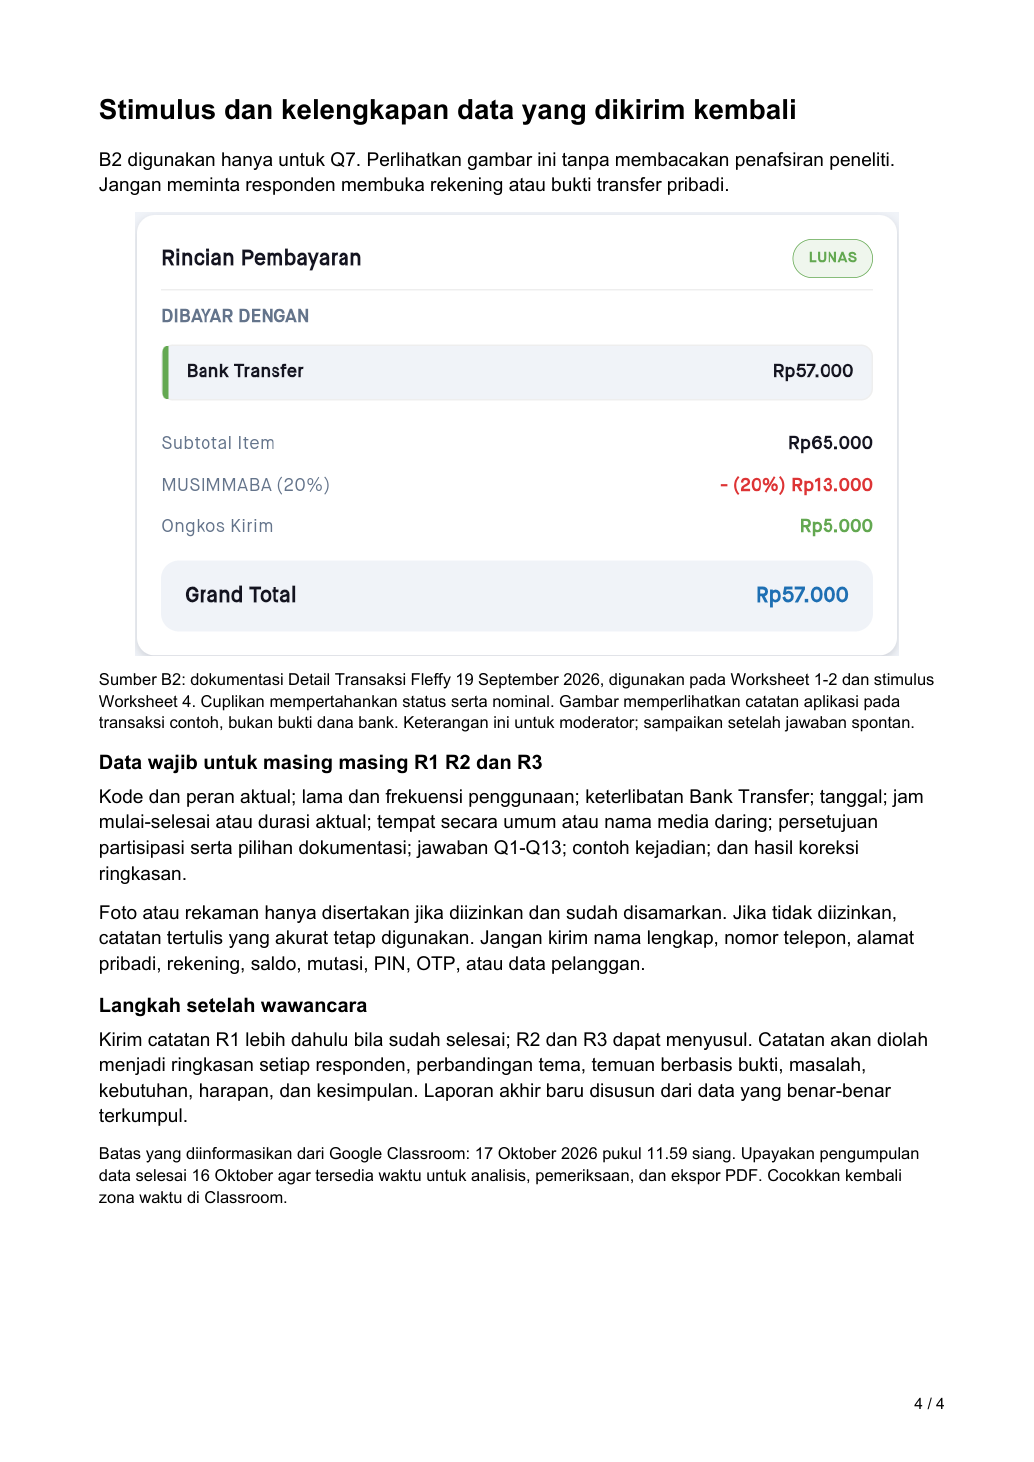 Stimulus dan kelengkapan data yang dikirim kembali
B2 digunakan hanya untuk Q7. Perlihatkan gambar ini tanpa membacakan penafsiran peneliti.
Jangan meminta responden membuka rekening atau bukti transfer pribadi.
Rincian Pembayaran LUNAS
DIBAYAR DENGAN
Bank Transfer Rp57.000
Subtotal Item Rp65.000
MUSIMMABA (20%) - (20%) Rp13.000
Ongkos Kirim Rp5.000
Grand Total Rp57.000
Sumber B2: dokumentasi Detail Transaksi Fleffy 19 September 2026, digunakan pada Worksheet 1-2 dan stimulus
Worksheet 4. Cuplikan mempertahankan status serta nominal. Gambar memperlihatkan catatan aplikasi pada
transaksi contoh, bukan bukti dana bank. Keterangan ini untuk moderator; sampaikan setelah jawaban spontan.
Data wajib untuk masing masing R1 R2 dan R3
Kode dan peran aktual; lama dan frekuensi penggunaan; keterlibatan Bank Transfer; tanggal; jam
mulai-selesai atau durasi aktual; tempat secara umum atau nama media daring; persetujuan
partisipasi serta pilihan dokumentasi; jawaban Q1-Q13; contoh kejadian; dan hasil koreksi
ringkasan.
Foto atau rekaman hanya disertakan jika diizinkan dan sudah disamarkan. Jika tidak diizinkan,
catatan tertulis yang akurat tetap digunakan. Jangan kirim nama lengkap, nomor telepon, alamat
pribadi, rekening, saldo, mutasi, PIN, OTP, atau data pelanggan.
Langkah setelah wawancara
Kirim catatan R1 lebih dahulu bila sudah selesai; R2 dan R3 dapat menyusul. Catatan akan diolah
menjadi ringkasan setiap responden, perbandingan tema, temuan berbasis bukti, masalah,
kebutuhan, harapan, dan kesimpulan. Laporan akhir baru disusun dari data yang benar-benar
terkumpul.
Batas yang diinformasikan dari Google Classroom: 17 Oktober 2026 pukul 11.59 siang. Upayakan pengumpulan
data selesai 16 Oktober agar tersedia waktu untuk analisis, pemeriksaan, dan ekspor PDF. Cocokkan kembali
zona waktu di Classroom.
4 / 4